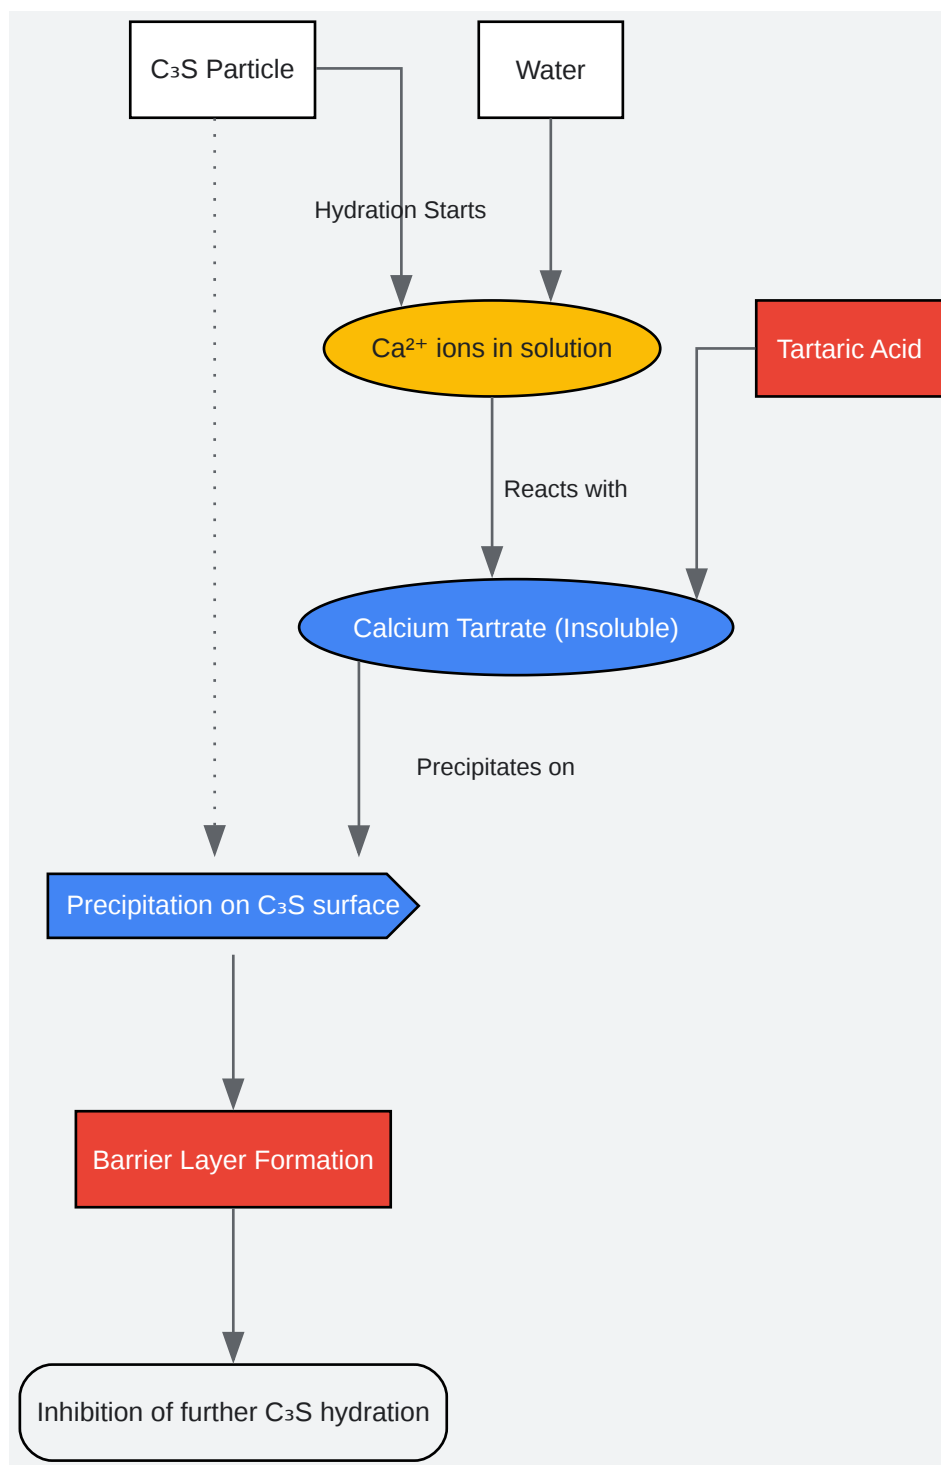 C₃S Particle
Water
Hydration Starts
Ca²⁺ ions in solution
Tartaric Acid
Reacts with
Calcium Tartrate (Insoluble)
Precipitates on
Precipitation on C₃S surface
Barrier Layer Formation
Inhibition of further C₃S hydration